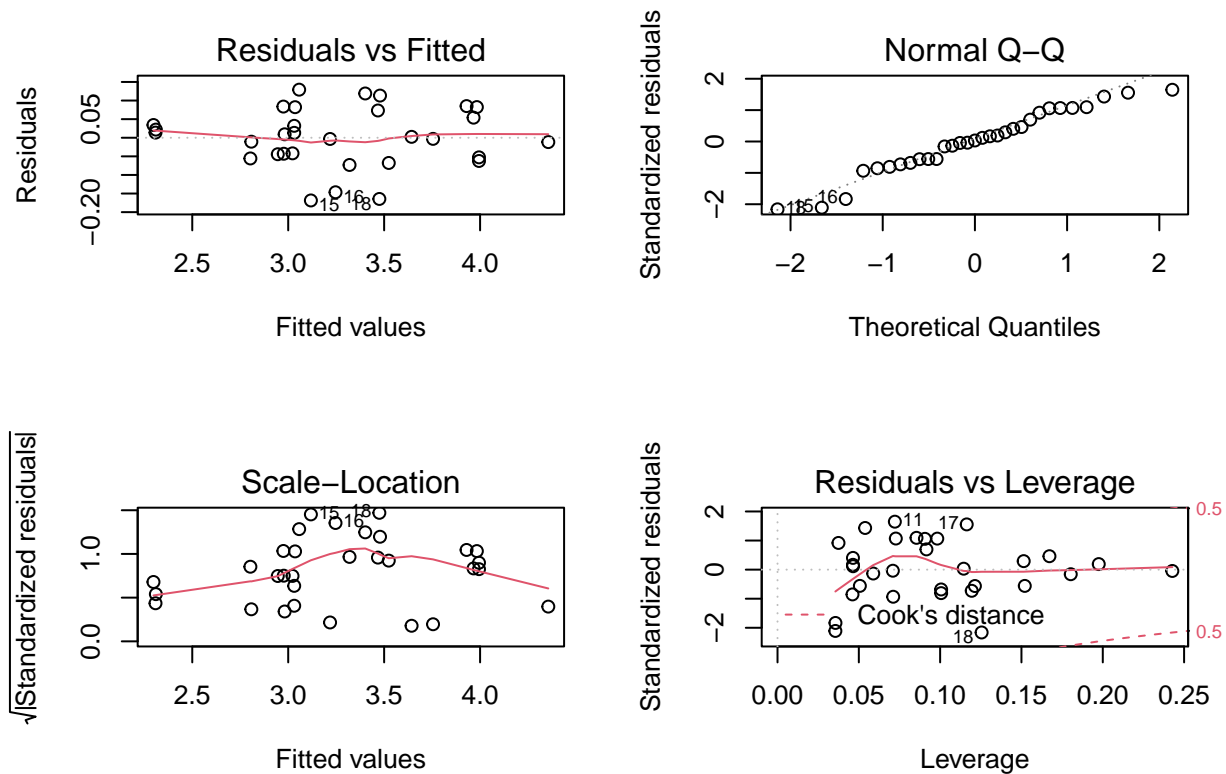 Residuals vs Fitted
Residuals
0.05
−0.20
15
16
18
2.5 3.0 3.5 4.0
Fitted values
Normal Q−Q
Standardized residuals
2
0
−2
15
16
−2 −1 0 1 2
Theoretical Quantiles
Scale−Location
√|Standardized residuals|
1.0
0.0
15
16
18
2.5 3.0 3.5 4.0
Fitted values
Residuals vs Leverage
Standardized residuals
2
0
−2
11
17
18
Cook's distance
0.5
0.5
0.00 0.05 0.10 0.15 0.20 0.25
Leverage